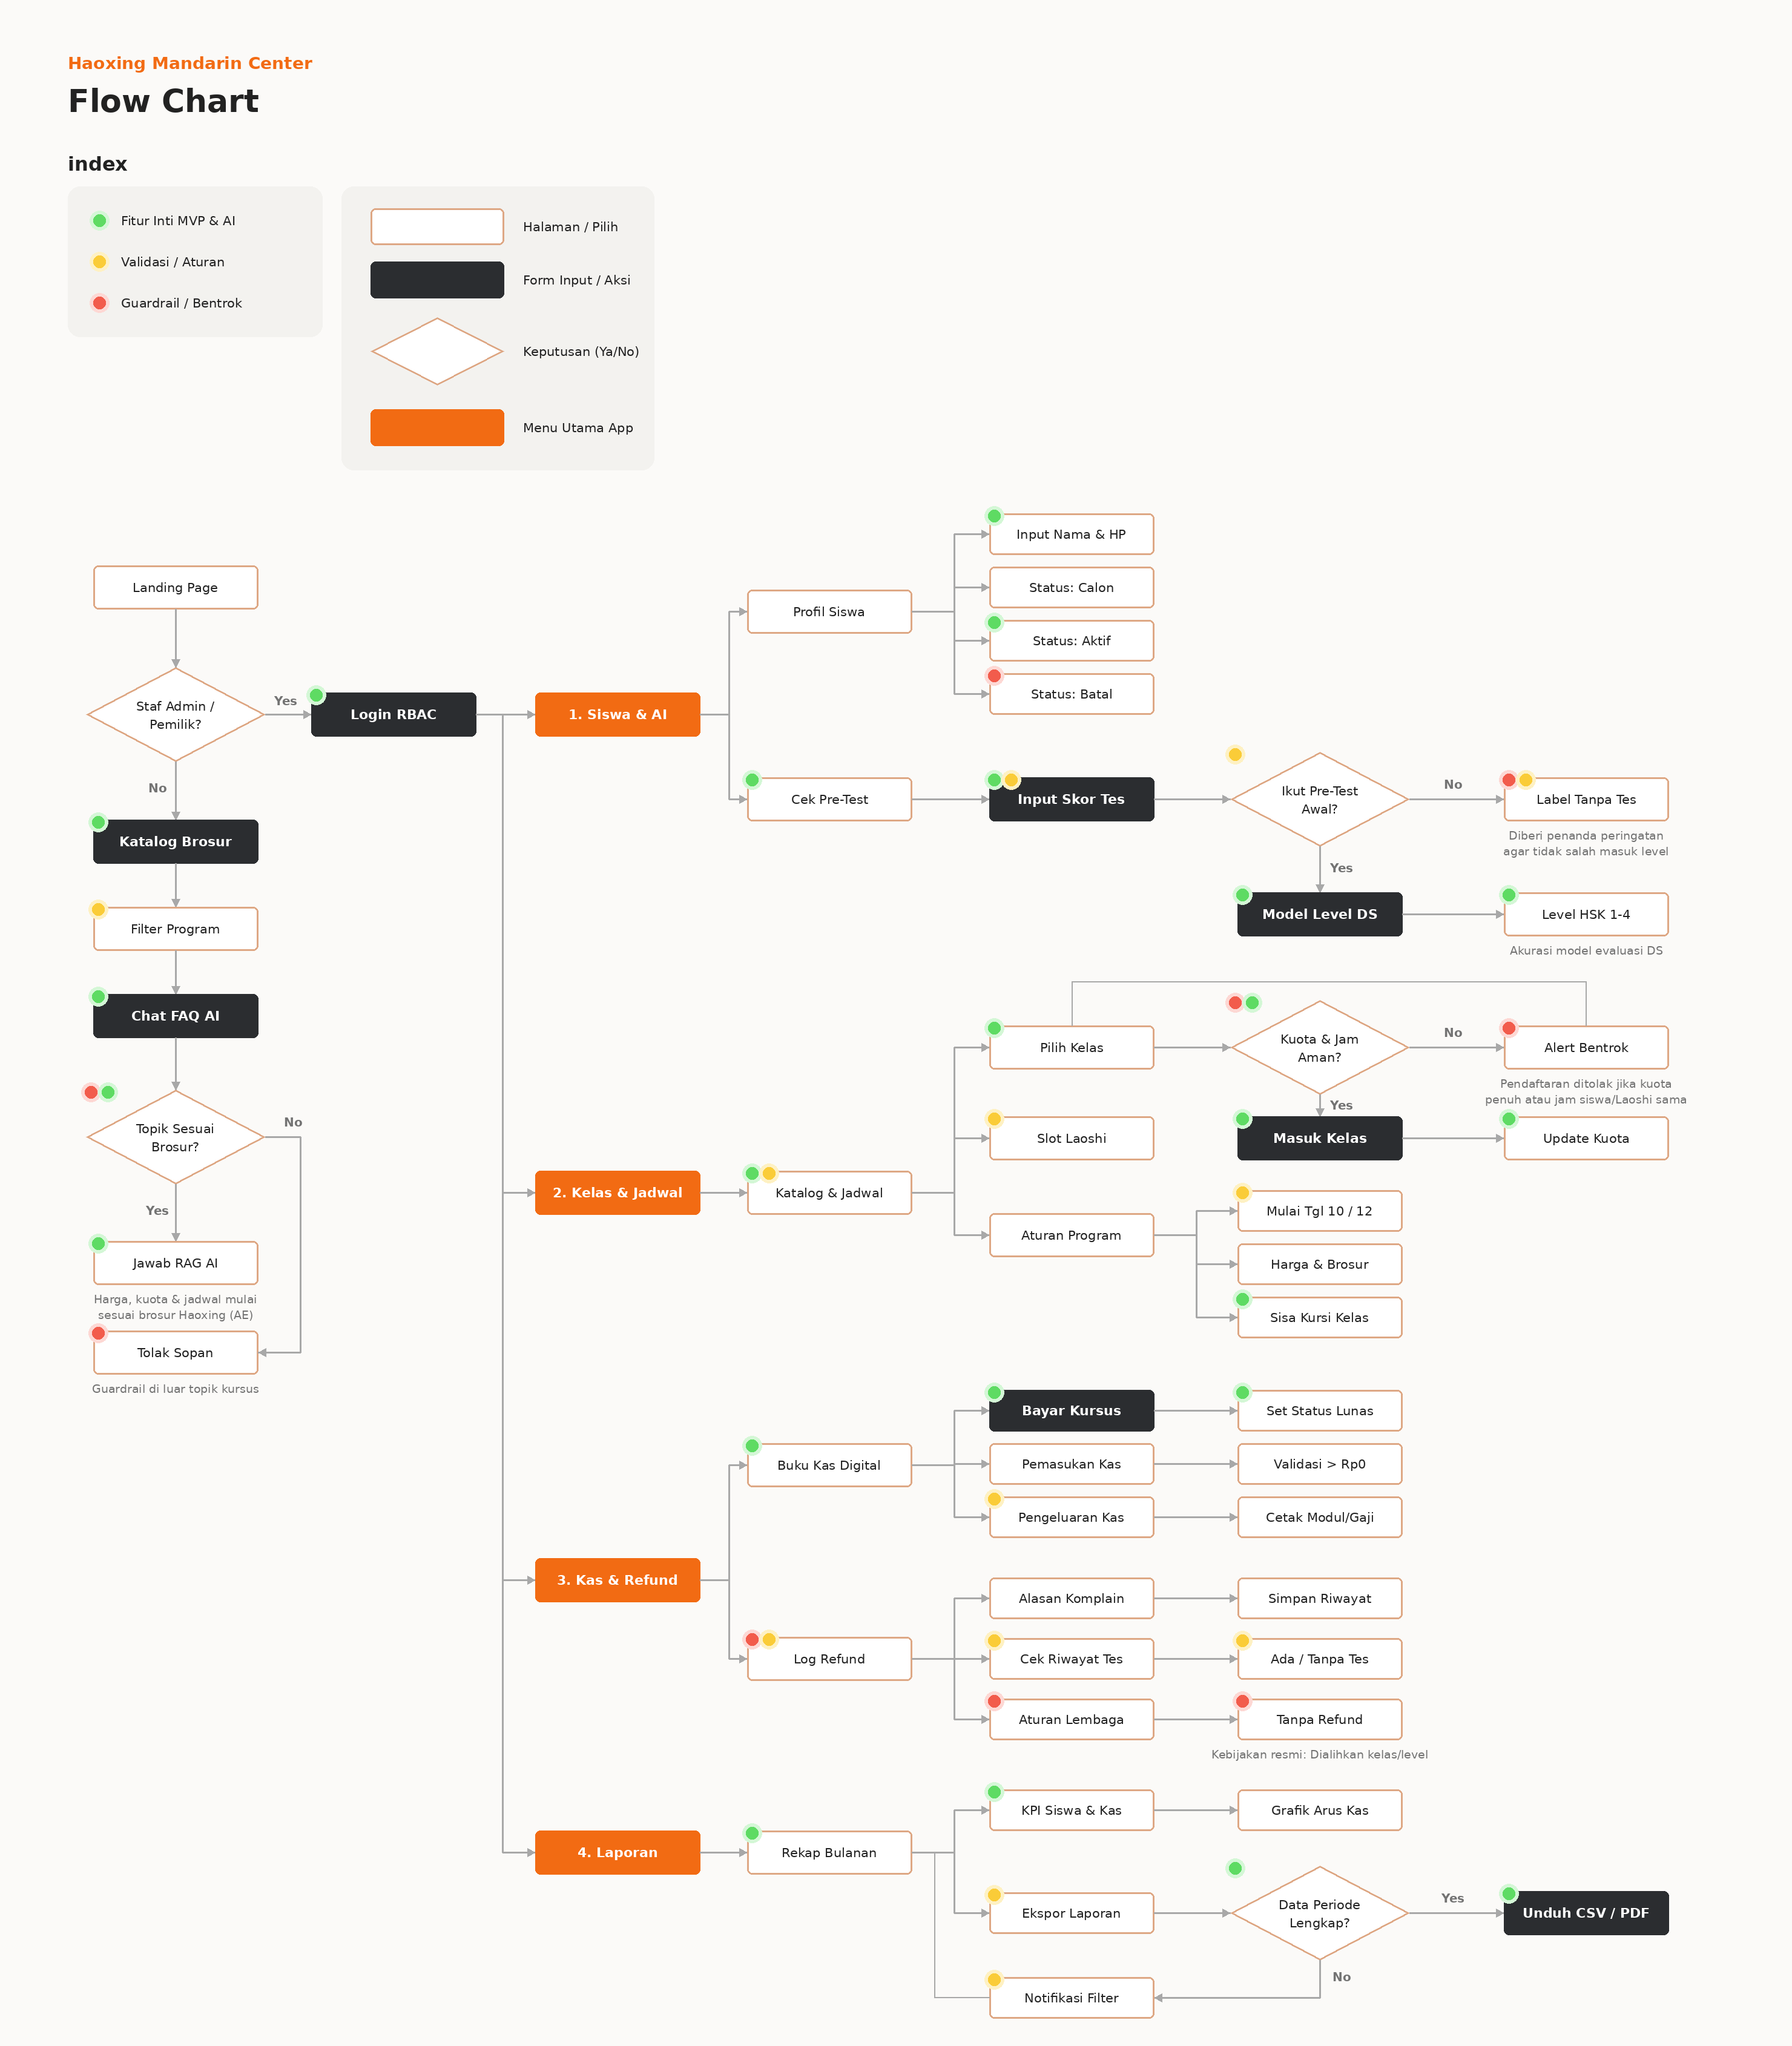 Haoxing Mandarin Center
Flow Chart
index
Fitur Inti MVP & AI
Validasi / Aturan
Guardrail / Bentrok
Halaman / Pilih
Form Input / Aksi
Keputusan (Ya/No)
Menu Utama App
Landing Page
Staf Admin /
Pemilik?
Yes
No
Login RBAC
Katalog Brosur
Filter Program
Chat FAQ AI
Topik Sesuai
Brosur?
No
Yes
Jawab RAG AI
Harga, kuota & jadwal mulai
sesuai brosur Haoxing (AE)
Tolak Sopan
Guardrail di luar topik kursus
1. Siswa & AI
Profil Siswa
Input Nama & HP
Status: Calon
Status: Aktif
Status: Batal
Cek Pre-Test
Input Skor Tes
Ikut Pre-Test
Awal?
No
Label Tanpa Tes
Diberi penanda peringatan
agar tidak salah masuk level
Yes
Model Level DS
Level HSK 1-4
Akurasi model evaluasi DS
2. Kelas & Jadwal
Katalog & Jadwal
Pilih Kelas
Kuota & Jam
Aman?
No
Alert Bentrok
Pendaftaran ditolak jika kuota
penuh atau jam siswa/Laoshi sama
Yes
Slot Laoshi
Masuk Kelas
Update Kuota
Aturan Program
Mulai Tgl 10 / 12
Harga & Brosur
Sisa Kursi Kelas
3. Kas & Refund
Buku Kas Digital
Bayar Kursus
Set Status Lunas
Pemasukan Kas
Validasi > Rp0
Pengeluaran Kas
Cetak Modul/Gaji
Log Refund
Alasan Komplain
Simpan Riwayat
Cek Riwayat Tes
Ada / Tanpa Tes
Aturan Lembaga
Tanpa Refund
Kebijakan resmi: Dialihkan kelas/level
4. Laporan
Rekap Bulanan
KPI Siswa & Kas
Grafik Arus Kas
Ekspor Laporan
Data Periode
Lengkap?
Yes
Unduh CSV / PDF
No
Notifikasi Filter